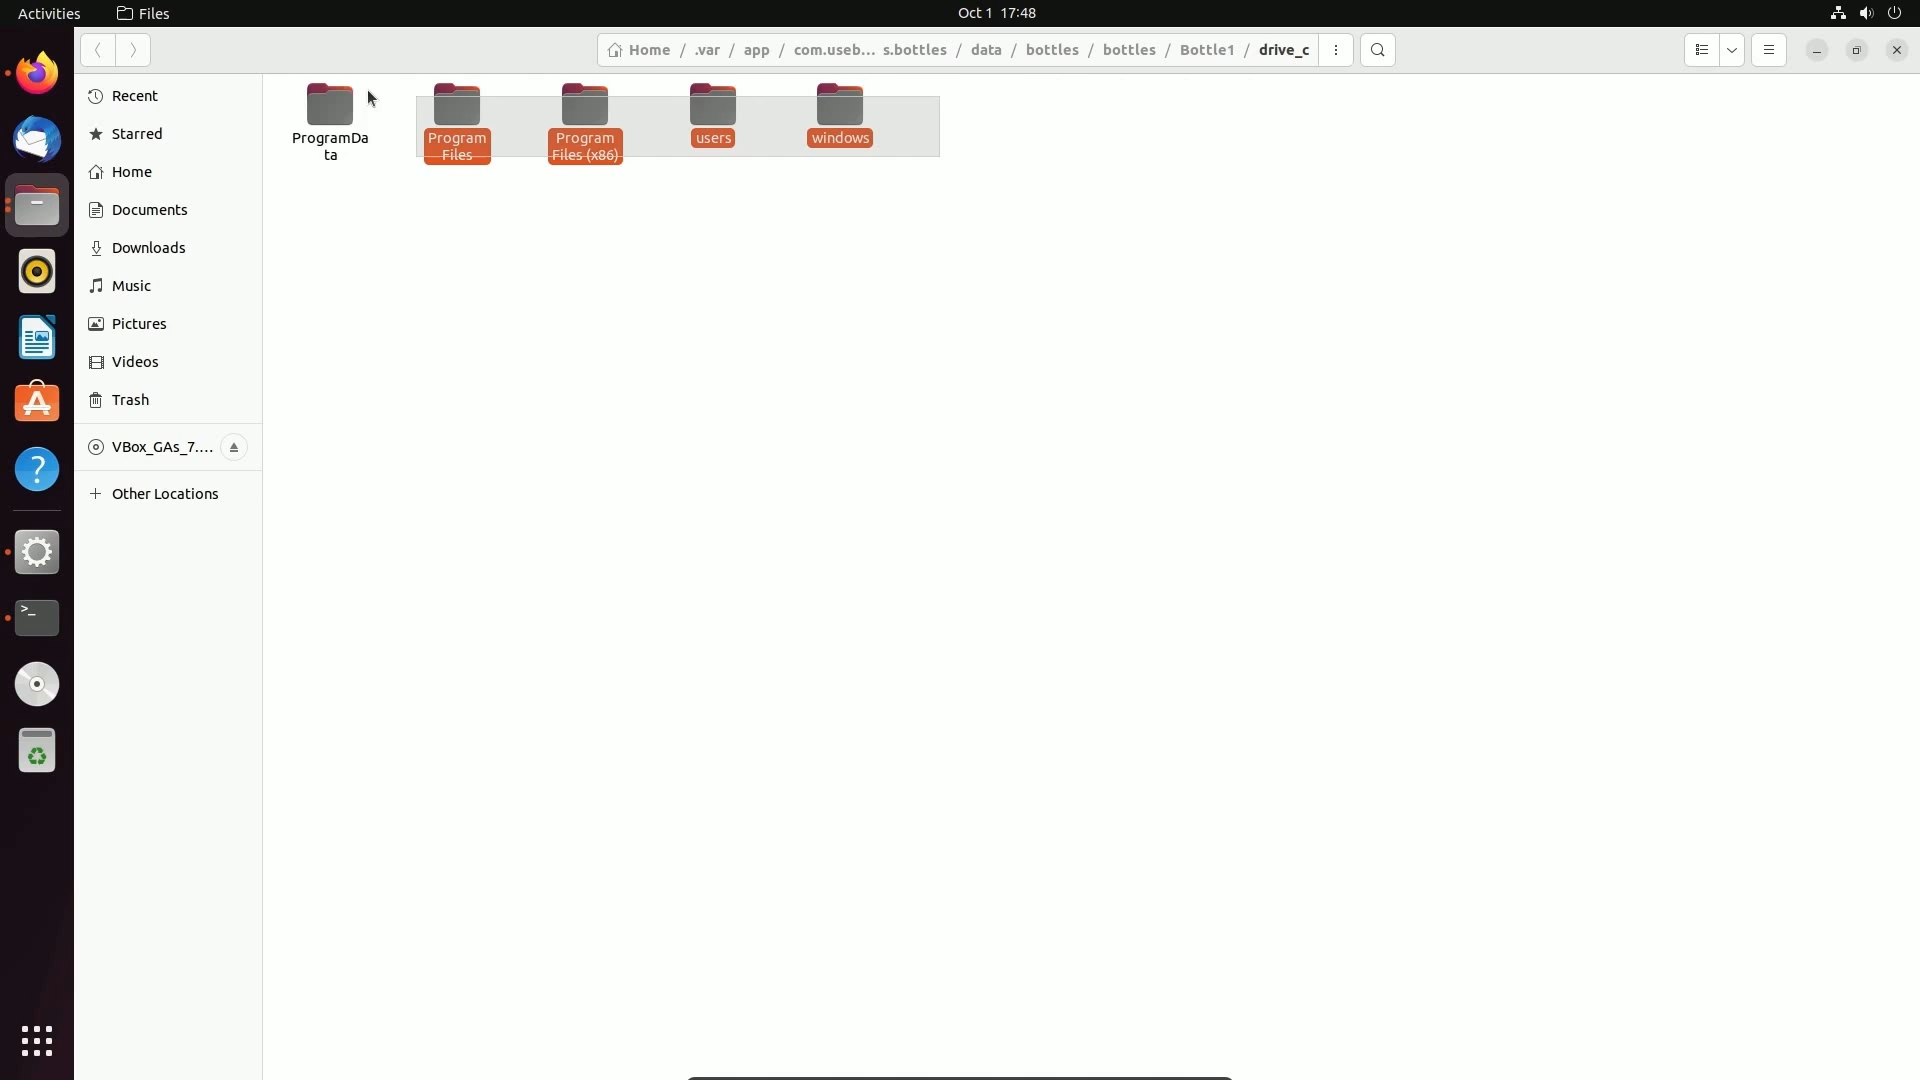 Activities Files Oct 1 17:48
Home / .var / app / com.useb... s.bottles / data / bottles / bottles / Bottle1 / drive_c
Recent
Starred
Home
Documents
Downloads
Music
Pictures
Videos
Trash
VBox_GAs_7....
Other Locations
ProgramDa
ta
Program
Files
Program
Files (x86)
users
windows